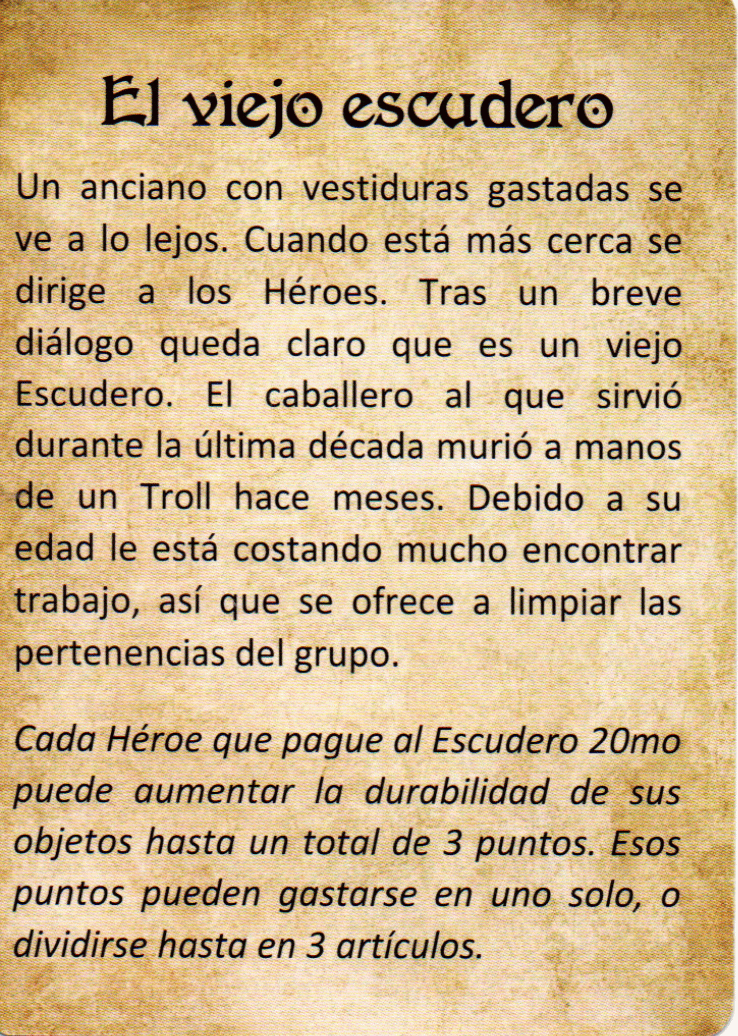 El viejo escudero
Un anciano con vestiduras gastadas se
ve a lo lejos. Cuando está más cerca se
dirige a los Héroes. Tras un breve
diálogo queda claro que es un viejo
Escudero. El caballero al que sirvió
durante la última década murió a manos
de un Troll hace meses. Debido a su
edad le está costando mucho encontrar
trabajo, así que se ofrece a limpiar las
pertenencias del grupo.
Cada Héroe que pague al Escudero 20mo
puede aumentar la durabilidad de sus
objetos hasta un total de 3 puntos. Esos
puntos pueden gastarse en uno solo, o
dividirse hasta en 3 artículos.